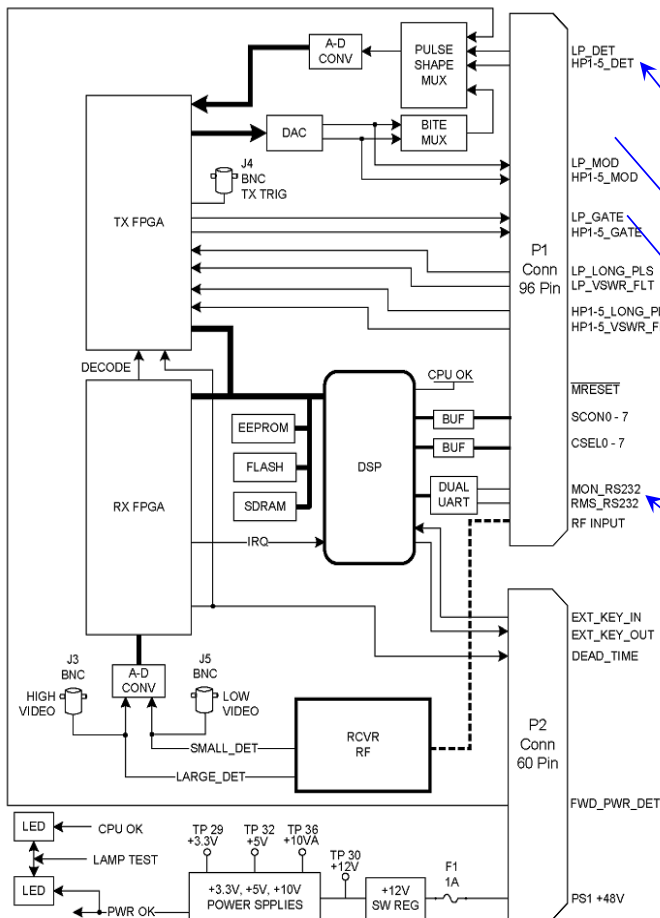 A-D
CONV
PULSE
SHAPE
MUX
LP_DET
HP1-5_DET
DAC
BITE
MUX
J4
BNC
TX TRIG
LP_MOD
HP1-5_MOD
TX FPGA
LP_GATE
HP1-5_GATE
P1
Conn
96 Pin
LP_LONG_PLS
LP_VSWR_FLT
HP1-5_LONG_PL
HP1-5_VSWR_F
DECODE
CPU OK
MRESET
EEPROM
BUF
SCON0 - 7
FLASH
DSP
BUF
CSEL0 - 7
SDRAM
DUAL
UART
MON_RS232
RMS_RS232
RX FPGA
RF INPUT
IRQ
EXT_KEY_IN
EXT_KEY_OUT
DEAD_TIME
J3
BNC
A-D
CONV
J5
BNC
HIGH
VIDEO
LOW
VIDEO
RCVR
RF
P2
Conn
60 Pin
SMALL_DET
LARGE_DET
FWD_PWR_DET
LED
CPU OK
LAMP TEST
LED
PWR OK
TP 29
+3.3V
TP 32
+5V
TP 36
+10VA
TP 30
+12V
+3.3V, +5V, +10V
POWER SPPLIES
+12V
SW REG
F1
1A
PS1 +48V